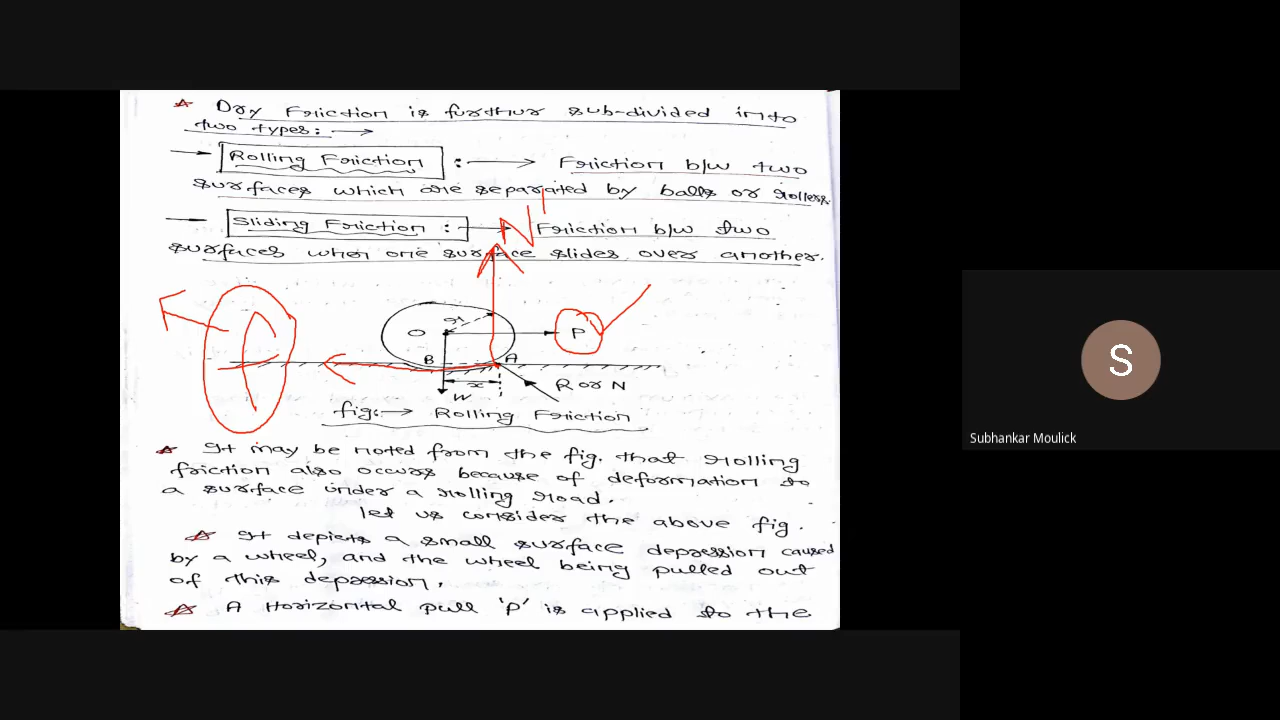 Dry Friction is furthur sub-divided into
two types: →
→ Rolling Friction : → Friction b/w two
surfaces which are separated by balls or rollers.
→ Sliding Friction : → Friction b/w two
surfaces when one surface slides over another.
N'
r
O
P
B
A
x
R or N
W
fig: → Rolling Friction
It may be noted from the fig. that rolling
friction also occurs because of deformation to
a surface under a rolling road.
let us consider the above fig.
It depicts a small surface depression caused
by a wheel, and the wheel being pulled out
of this depression.
A Horizontal pull 'p' is applied to the
S
Subhankar Moulick